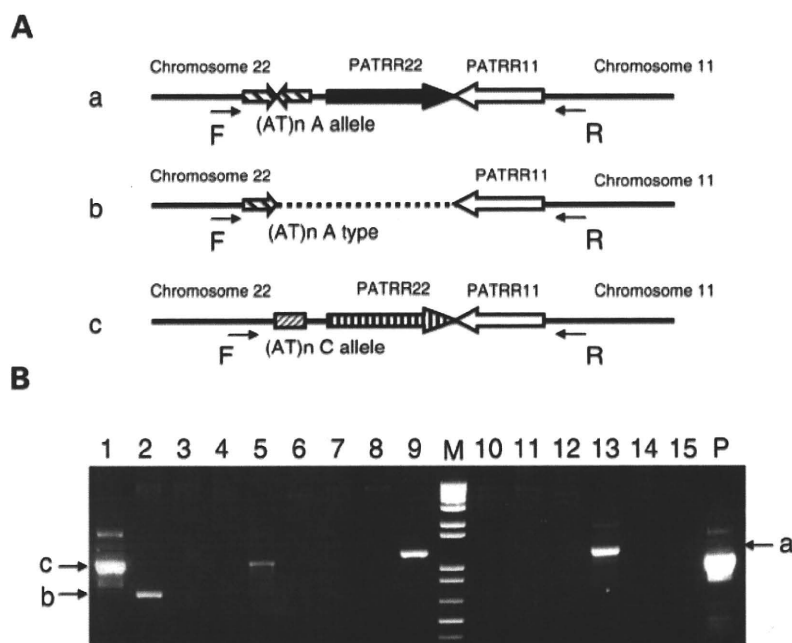 A
Chromosome 22 PATRR22 PATRR11 Chromosome 11
a
F (AT)n A allele R
Chromosome 22 PATRR11 Chromosome 11
b
F (AT)n A type R
Chromosome 22 PATRR22 PATRR11 Chromosome 11
c
F (AT)n C allele R
B
1 2 3 4 5 6 7 8 9 M 10 11 12 13 14 15 P
a
c
b